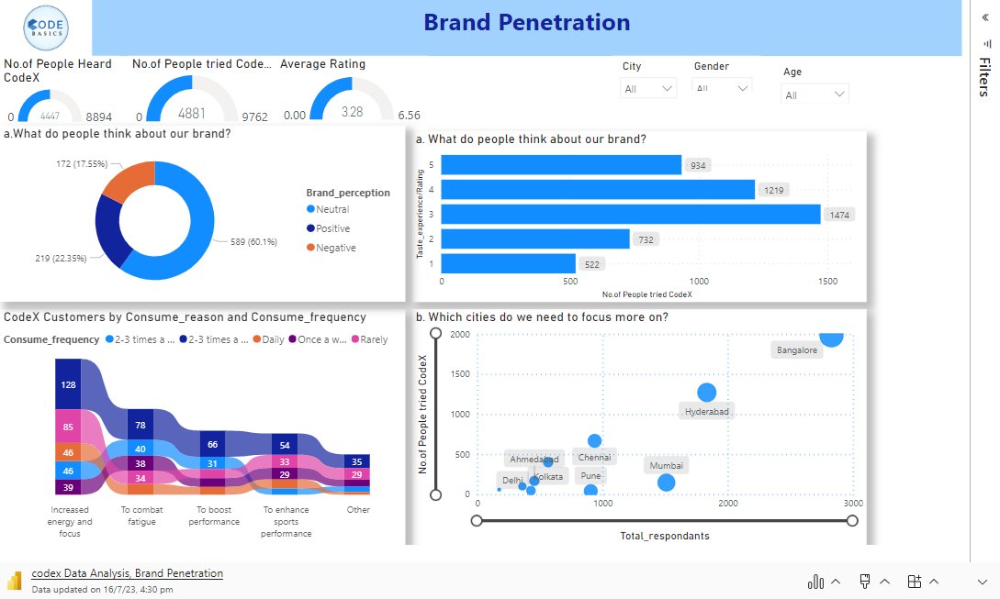 CODE
BASICS
Brand Penetration
Filters
No.of People Heard
CodeX
0
4447
8894
No.of People tried Code...
0
4881
9762
Average Rating
0.00
3.28
6.56
City
All
Gender
All
Age
All
a.What do people think about our brand?
172 (17.55%)
219 (22.35%)
589 (60.1%)
Brand_perception
Neutral
Positive
Negative
a. What do people think about our brand?
Taste_experience/Rating
5
934
4
1219
3
1474
2
732
1
522
0
500
1000
1500
No.of People tried CodeX
CodeX Customers by Consume_reason and Consume_frequency
Consume_frequency
2-3 times a ...
2-3 times a ...
Daily
Once a w...
Rarely
128
85
46
46
39
78
40
38
34
66
31
54
33
29
35
29
Increased
energy and
focus
To combat
fatigue
To boost
performance
To enhance
sports
performance
Other
b. Which cities do we need to focus more on?
No.of People tried CodeX
2000
1500
1000
500
0
Bangalore
Hyderabad
Ahmedabad
Chennai
Mumbai
Delhi
Kolkata
Pune
0
1000
2000
3000
Total_respondants
codex Data Analysis, Brand Penetration
Data updated on 16/7/23, 4:30 pm